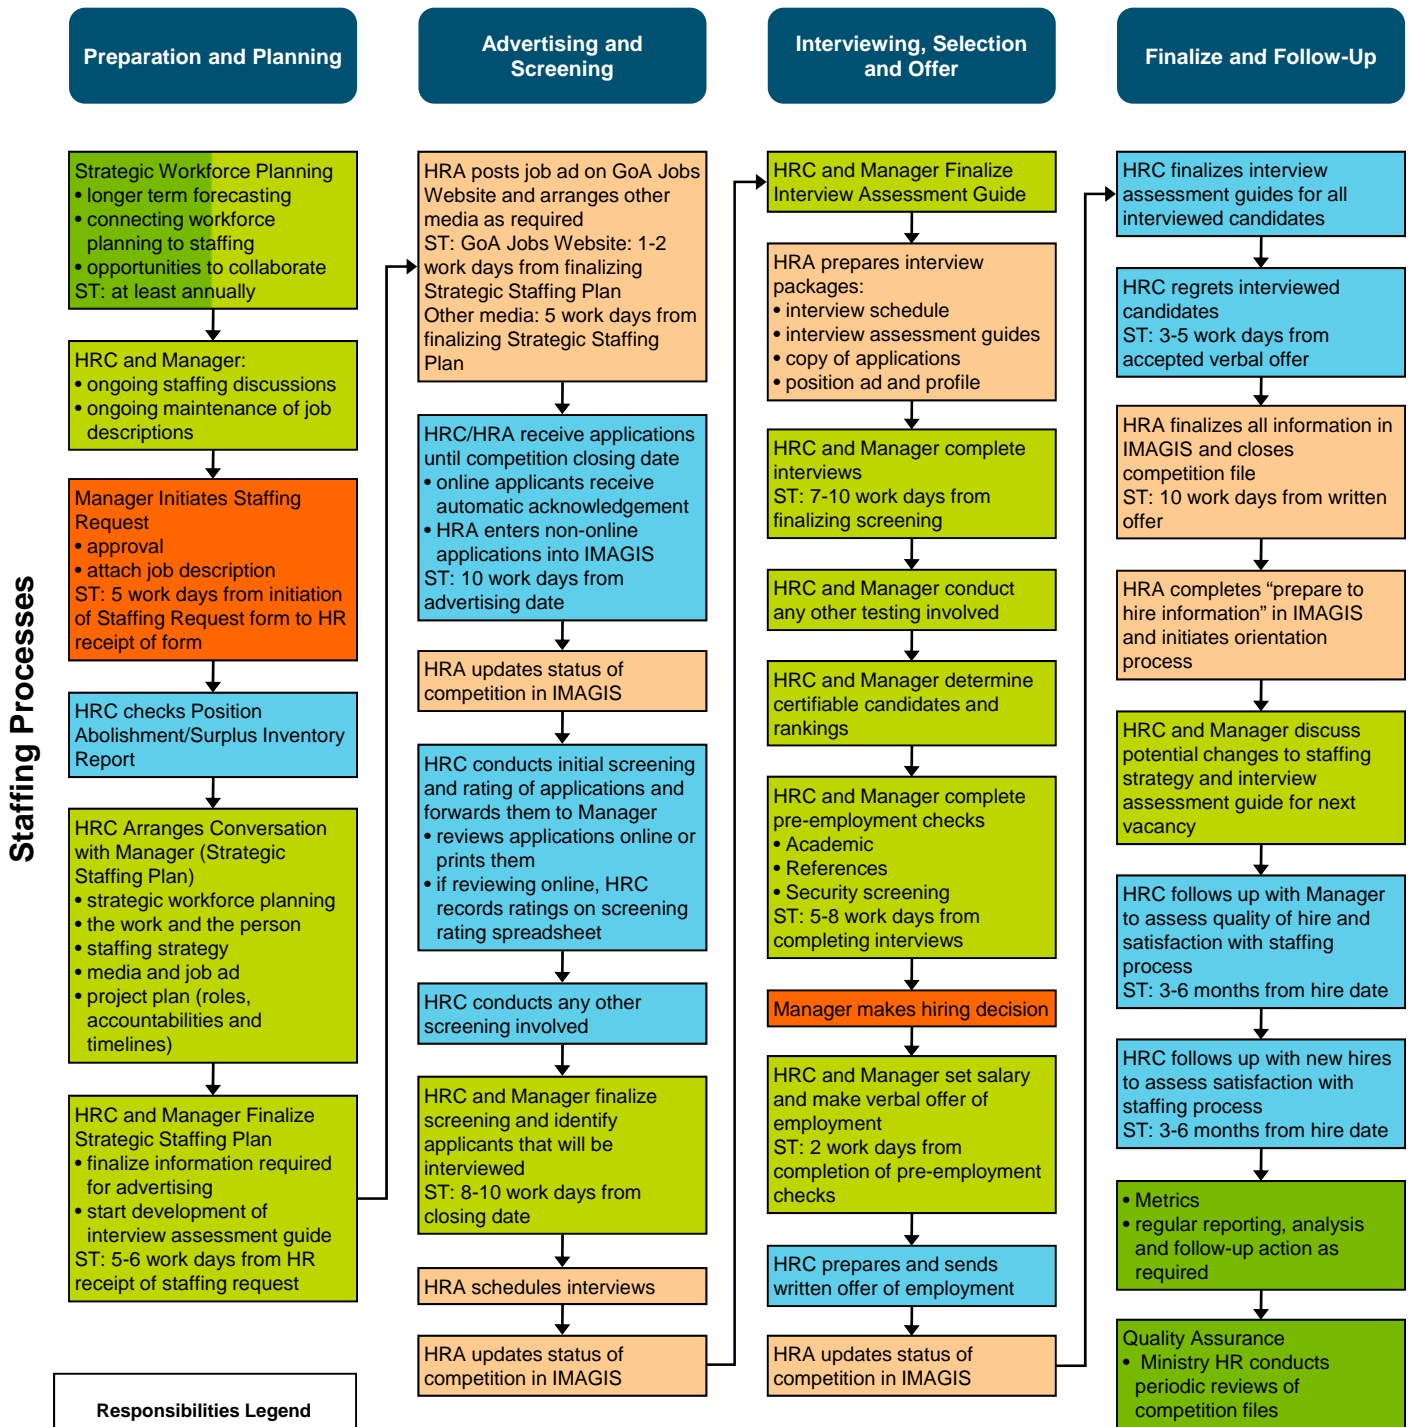 Staffing Processes
Preparation and Planning
Strategic Workforce Planning
• longer term forecasting
• connecting workforce
planning to staffing
• opportunities to collaborate
ST: at least annually
HRC and Manager:
• ongoing staffing discussions
• ongoing maintenance of job
descriptions
Manager Initiates Staffing
Request
• approval
• attach job description
ST: 5 work days from initiation
of Staffing Request form to HR
receipt of form
HRC checks Position
Abolishment/Surplus Inventory
Report
HRC Arranges Conversation
with Manager (Strategic
Staffing Plan)
• strategic workforce planning
• the work and the person
• staffing strategy
• media and job ad
• project plan (roles,
accountabilities and
timelines)
HRC and Manager Finalize
Strategic Staffing Plan
• finalize information required
for advertising
• start development of
interview assessment guide
ST: 5-6 work days from HR
receipt of staffing request
Responsibilities Legend
Advertising and
Screening
HRA posts job ad on GoA Jobs
Website and arranges other
media as required
ST: GoA Jobs Website: 1-2
work days from finalizing
Strategic Staffing Plan
Other media: 5 work days from
finalizing Strategic Staffing
Plan
HRC/HRA receive applications
until competition closing date
• online applicants receive
automatic acknowledgement
• HRA enters non-online
applications into IMAGIS
ST: 10 work days from
advertising date
HRA updates status of
competition in IMAGIS
HRC conducts initial screening
and rating of applications and
forwards them to Manager
• reviews applications online or
prints them
• if reviewing online, HRC
records ratings on screening
rating spreadsheet
HRC conducts any other
screening involved
HRC and Manager finalize
screening and identify
applicants that will be
interviewed
ST: 8-10 work days from
closing date
HRA schedules interviews
HRA updates status of
competition in IMAGIS
Interviewing, Selection
and Offer
HRC and Manager Finalize
Interview Assessment Guide
HRA prepares interview
packages:
• interview schedule
• interview assessment guides
• copy of applications
• position ad and profile
HRC and Manager complete
interviews
ST: 7-10 work days from
finalizing screening
HRC and Manager conduct
any other testing involved
HRC and Manager determine
certifiable candidates and
rankings
HRC and Manager complete
pre-employment checks
• Academic
• References
• Security screening
ST: 5-8 work days from
completing interviews
Manager makes hiring decision
HRC and Manager set salary
and make verbal offer of
employment
ST: 2 work days from
completion of pre-employment
checks
HRC prepares and sends
written offer of employment
HRA updates status of
competition in IMAGIS
Finalize and Follow-Up
HRC finalizes interview
assessment guides for all
interviewed candidates
HRC regrets interviewed
candidates
ST: 3-5 work days from
accepted verbal offer
HRA finalizes all information in
IMAGIS and closes
competition file
ST: 10 work days from written
offer
HRA completes “prepare to
hire information” in IMAGIS
and initiates orientation
process
HRC and Manager discuss
potential changes to staffing
strategy and interview
assessment guide for next
vacancy
HRC follows up with Manager
to assess quality of hire and
satisfaction with staffing
process
ST: 3-6 months from hire date
HRC follows up with new hires
to assess satisfaction with
staffing process
ST: 3-6 months from hire date
• Metrics
• regular reporting, analysis
and follow-up action as
required
Quality Assurance
• Ministry HR conducts
periodic reviews of
competition files